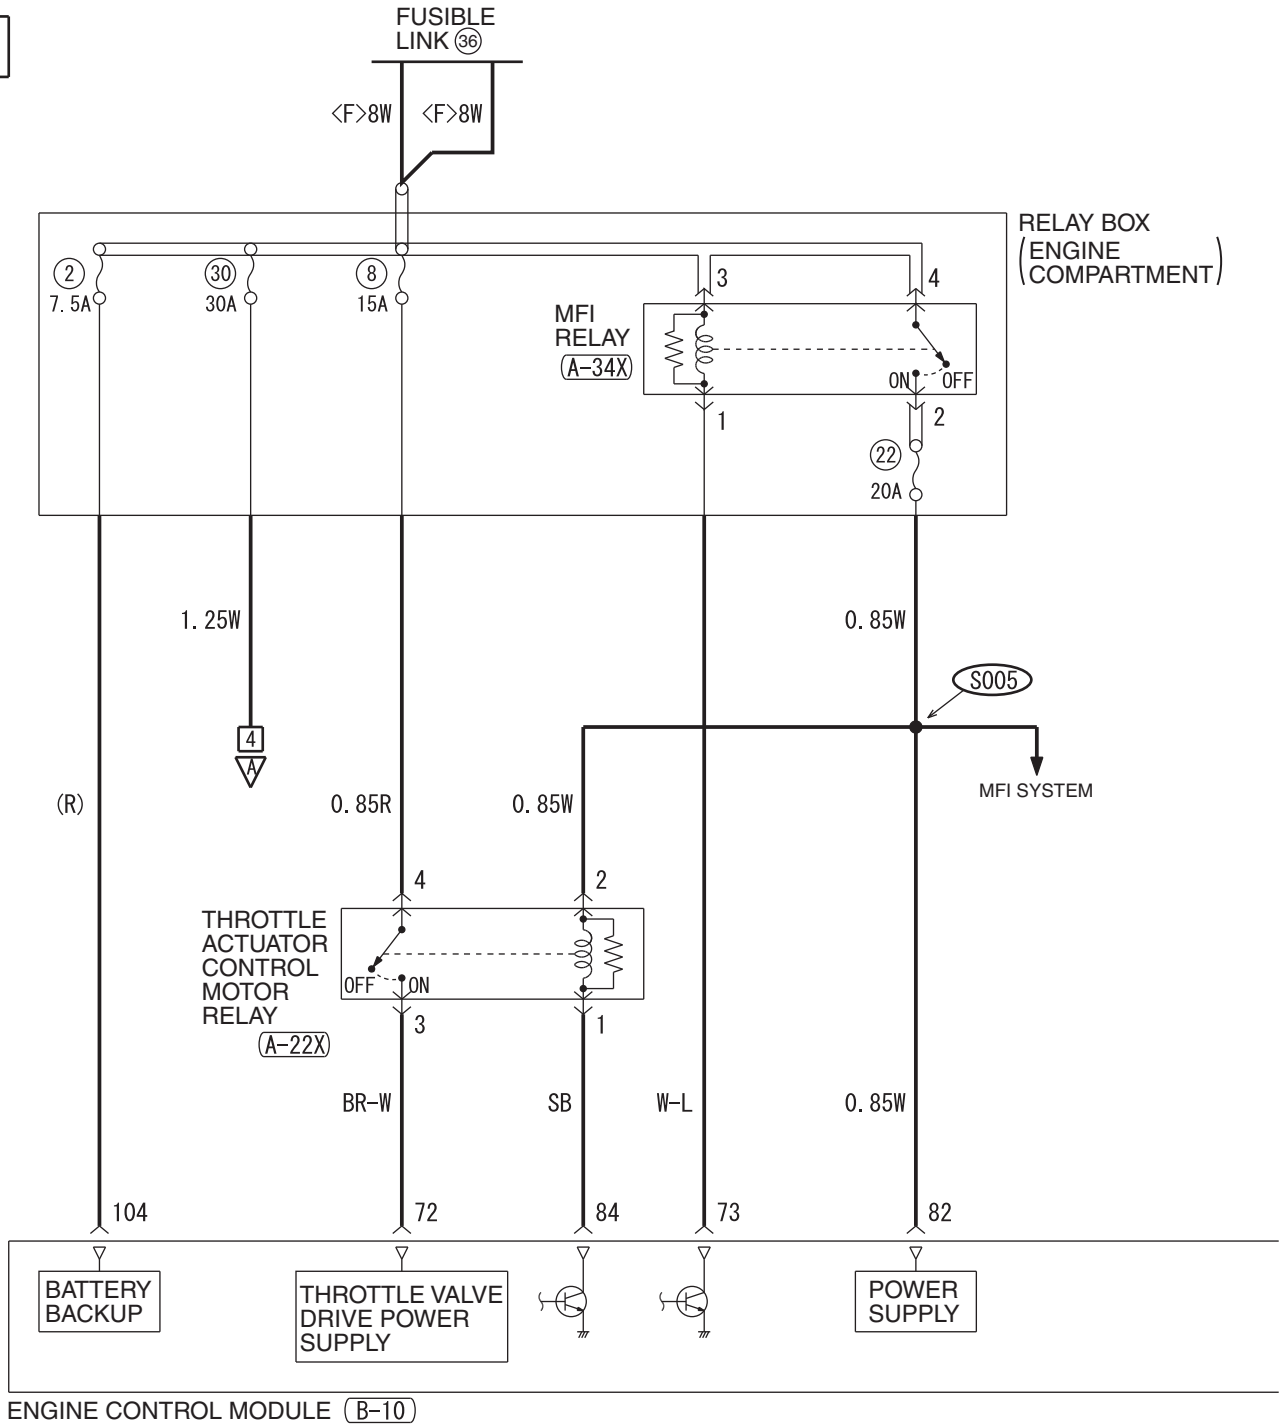 FUSIBLE
LINK 36
<F>8W
<F>8W
RELAY BOX
(ENGINE
COMPARTMENT)
2
7.5A
30
30A
8
15A
3
4
MFI
RELAY
A-34X
ON
OFF
1
2
22
20A
1.25W
0.85W
S005
4
A
MFI SYSTEM
(R)
0.85R
0.85W
4
2
THROTTLE
ACTUATOR
CONTROL
MOTOR
RELAY
A-22X
OFF
ON
3
1
BR-W
SB
W-L
0.85W
104
72
84
73
82
BATTERY
BACKUP
THROTTLE VALVE
DRIVE POWER
SUPPLY
POWER
SUPPLY
ENGINE CONTROL MODULE B-10